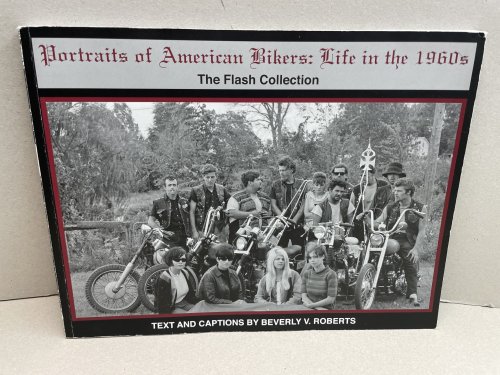 Portraits of American Bikers: Life in the 1960s
The Flash Collection
TEXT AND CAPTIONS BY BEVERLY V. ROBERTS